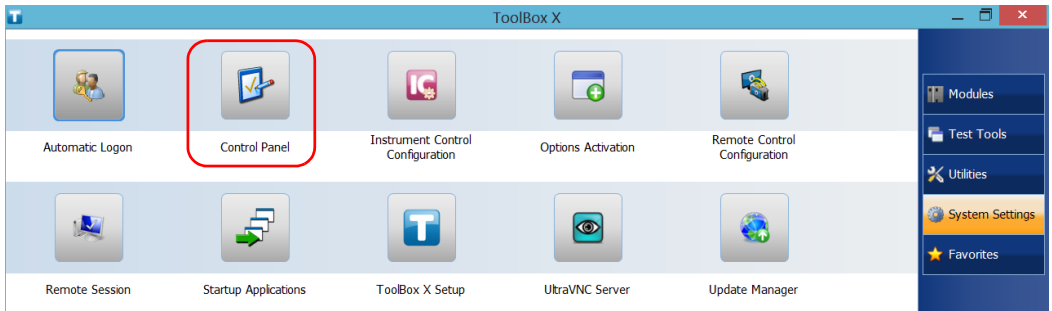 ToolBox X
Automatic Logon
Control Panel
Instrument Control
Configuration
Options Activation
Remote Control
Configuration
Remote Session
Startup Applications
ToolBox X Setup
UltraVNC Server
Update Manager
Modules
Test Tools
Utilities
System Settings
Favorites